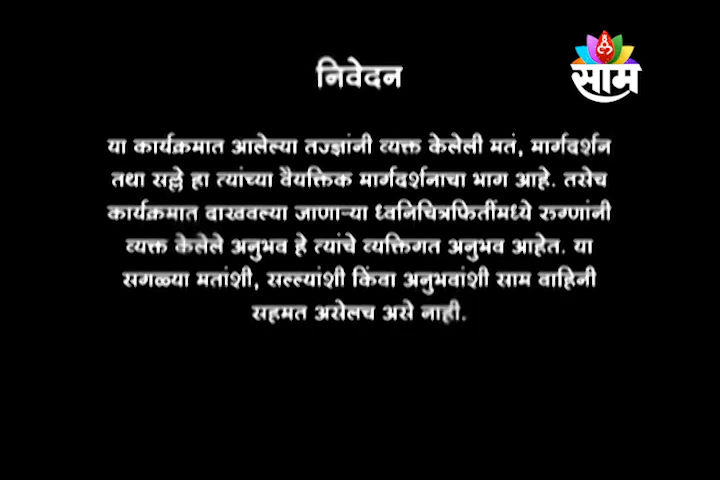 निवेदन
साम
या कार्यक्रमात आलेल्या तज्ज्ञांनी व्यक्त केलेली मतं, मार्गदर्शन
तथा सल्ले हा त्यांच्या वैयक्तिक मार्गदर्शनाचा भाग आहे. तसेच
कार्यक्रमात दाखवल्या जाणाऱ्या ध्वनिचित्रफितींमध्ये रुग्णांनी
व्यक्त केलेले अनुभव हे त्यांचे व्यक्तिगत अनुभव आहेत. या
सगळ्या मतांशी, सल्ल्यांशी किंवा अनुभवांशी साम वाहिनी
सहमत असेलच असे नाही.